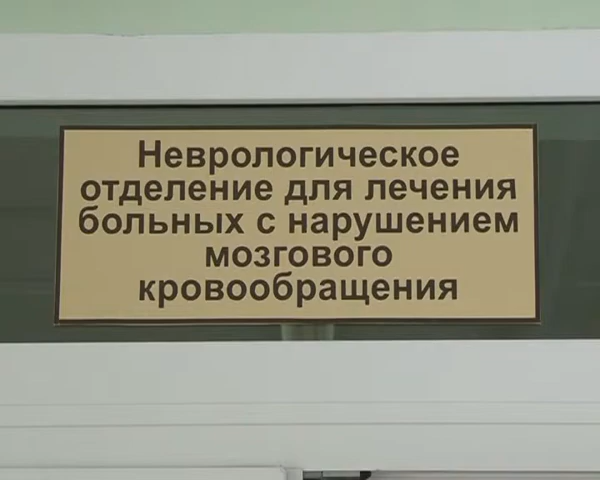 Неврологическое
отделение для лечения
больных с нарушением
мозгового
кровообращения